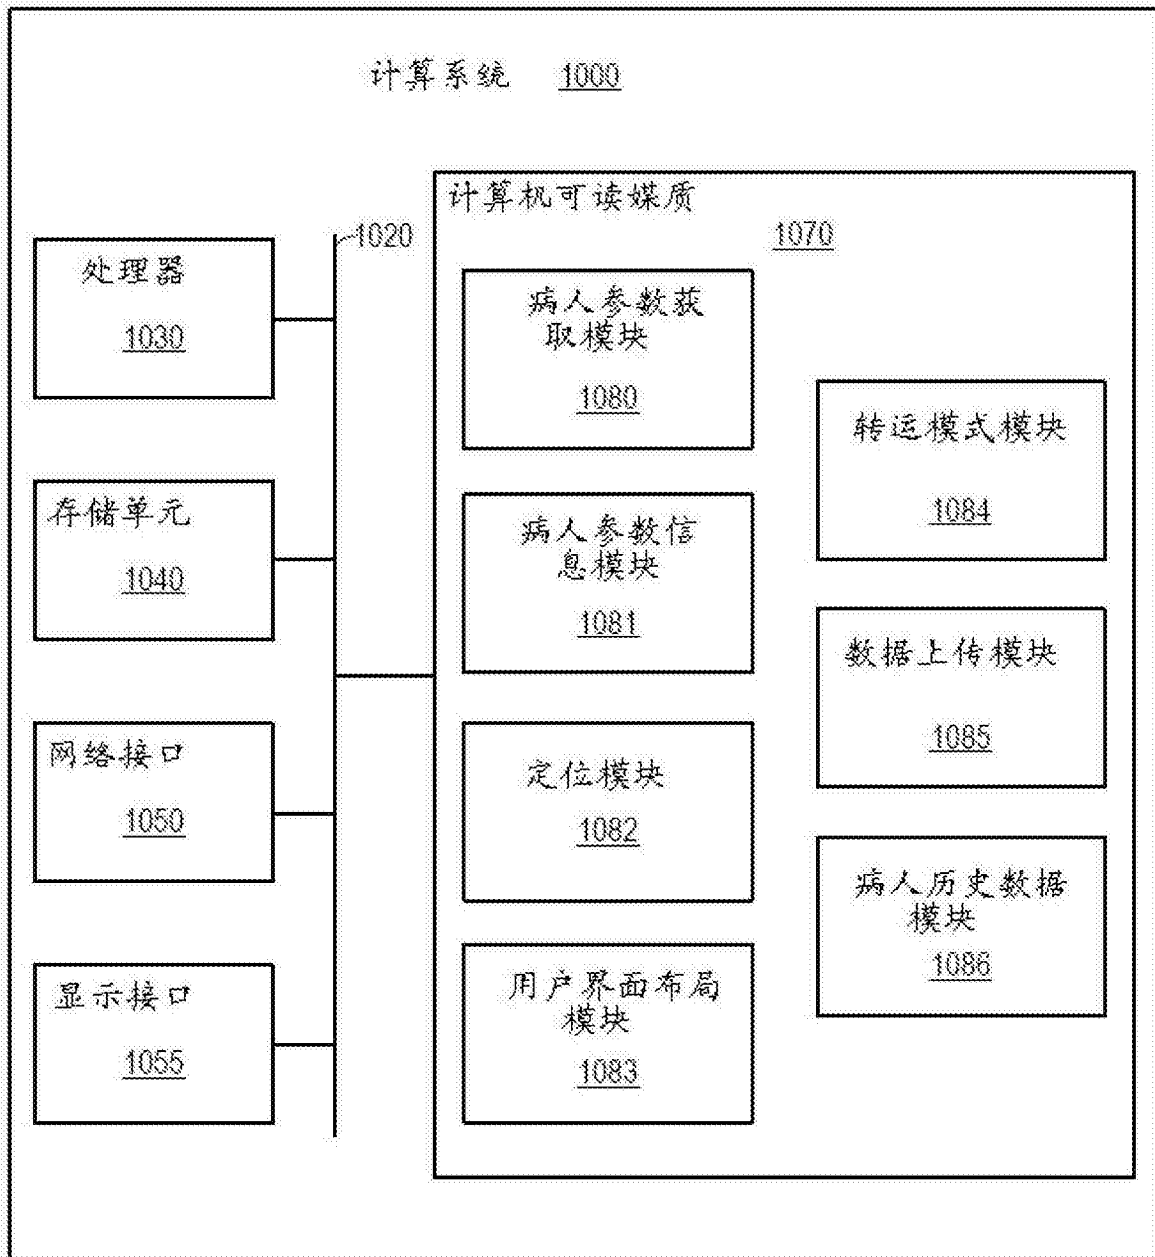 计算系统 1000
1020
处理器
1030
存储单元
1040
网络接口
1050
显示接口
1055
计算机可读媒质
1070
病人参数获
取模块
1080
病人参数信
息模块
1081
定位模块
1082
用户界面布局
模块
1083
转运模式模块
1084
数据上传模块
1085
病人历史数据
模块
1086